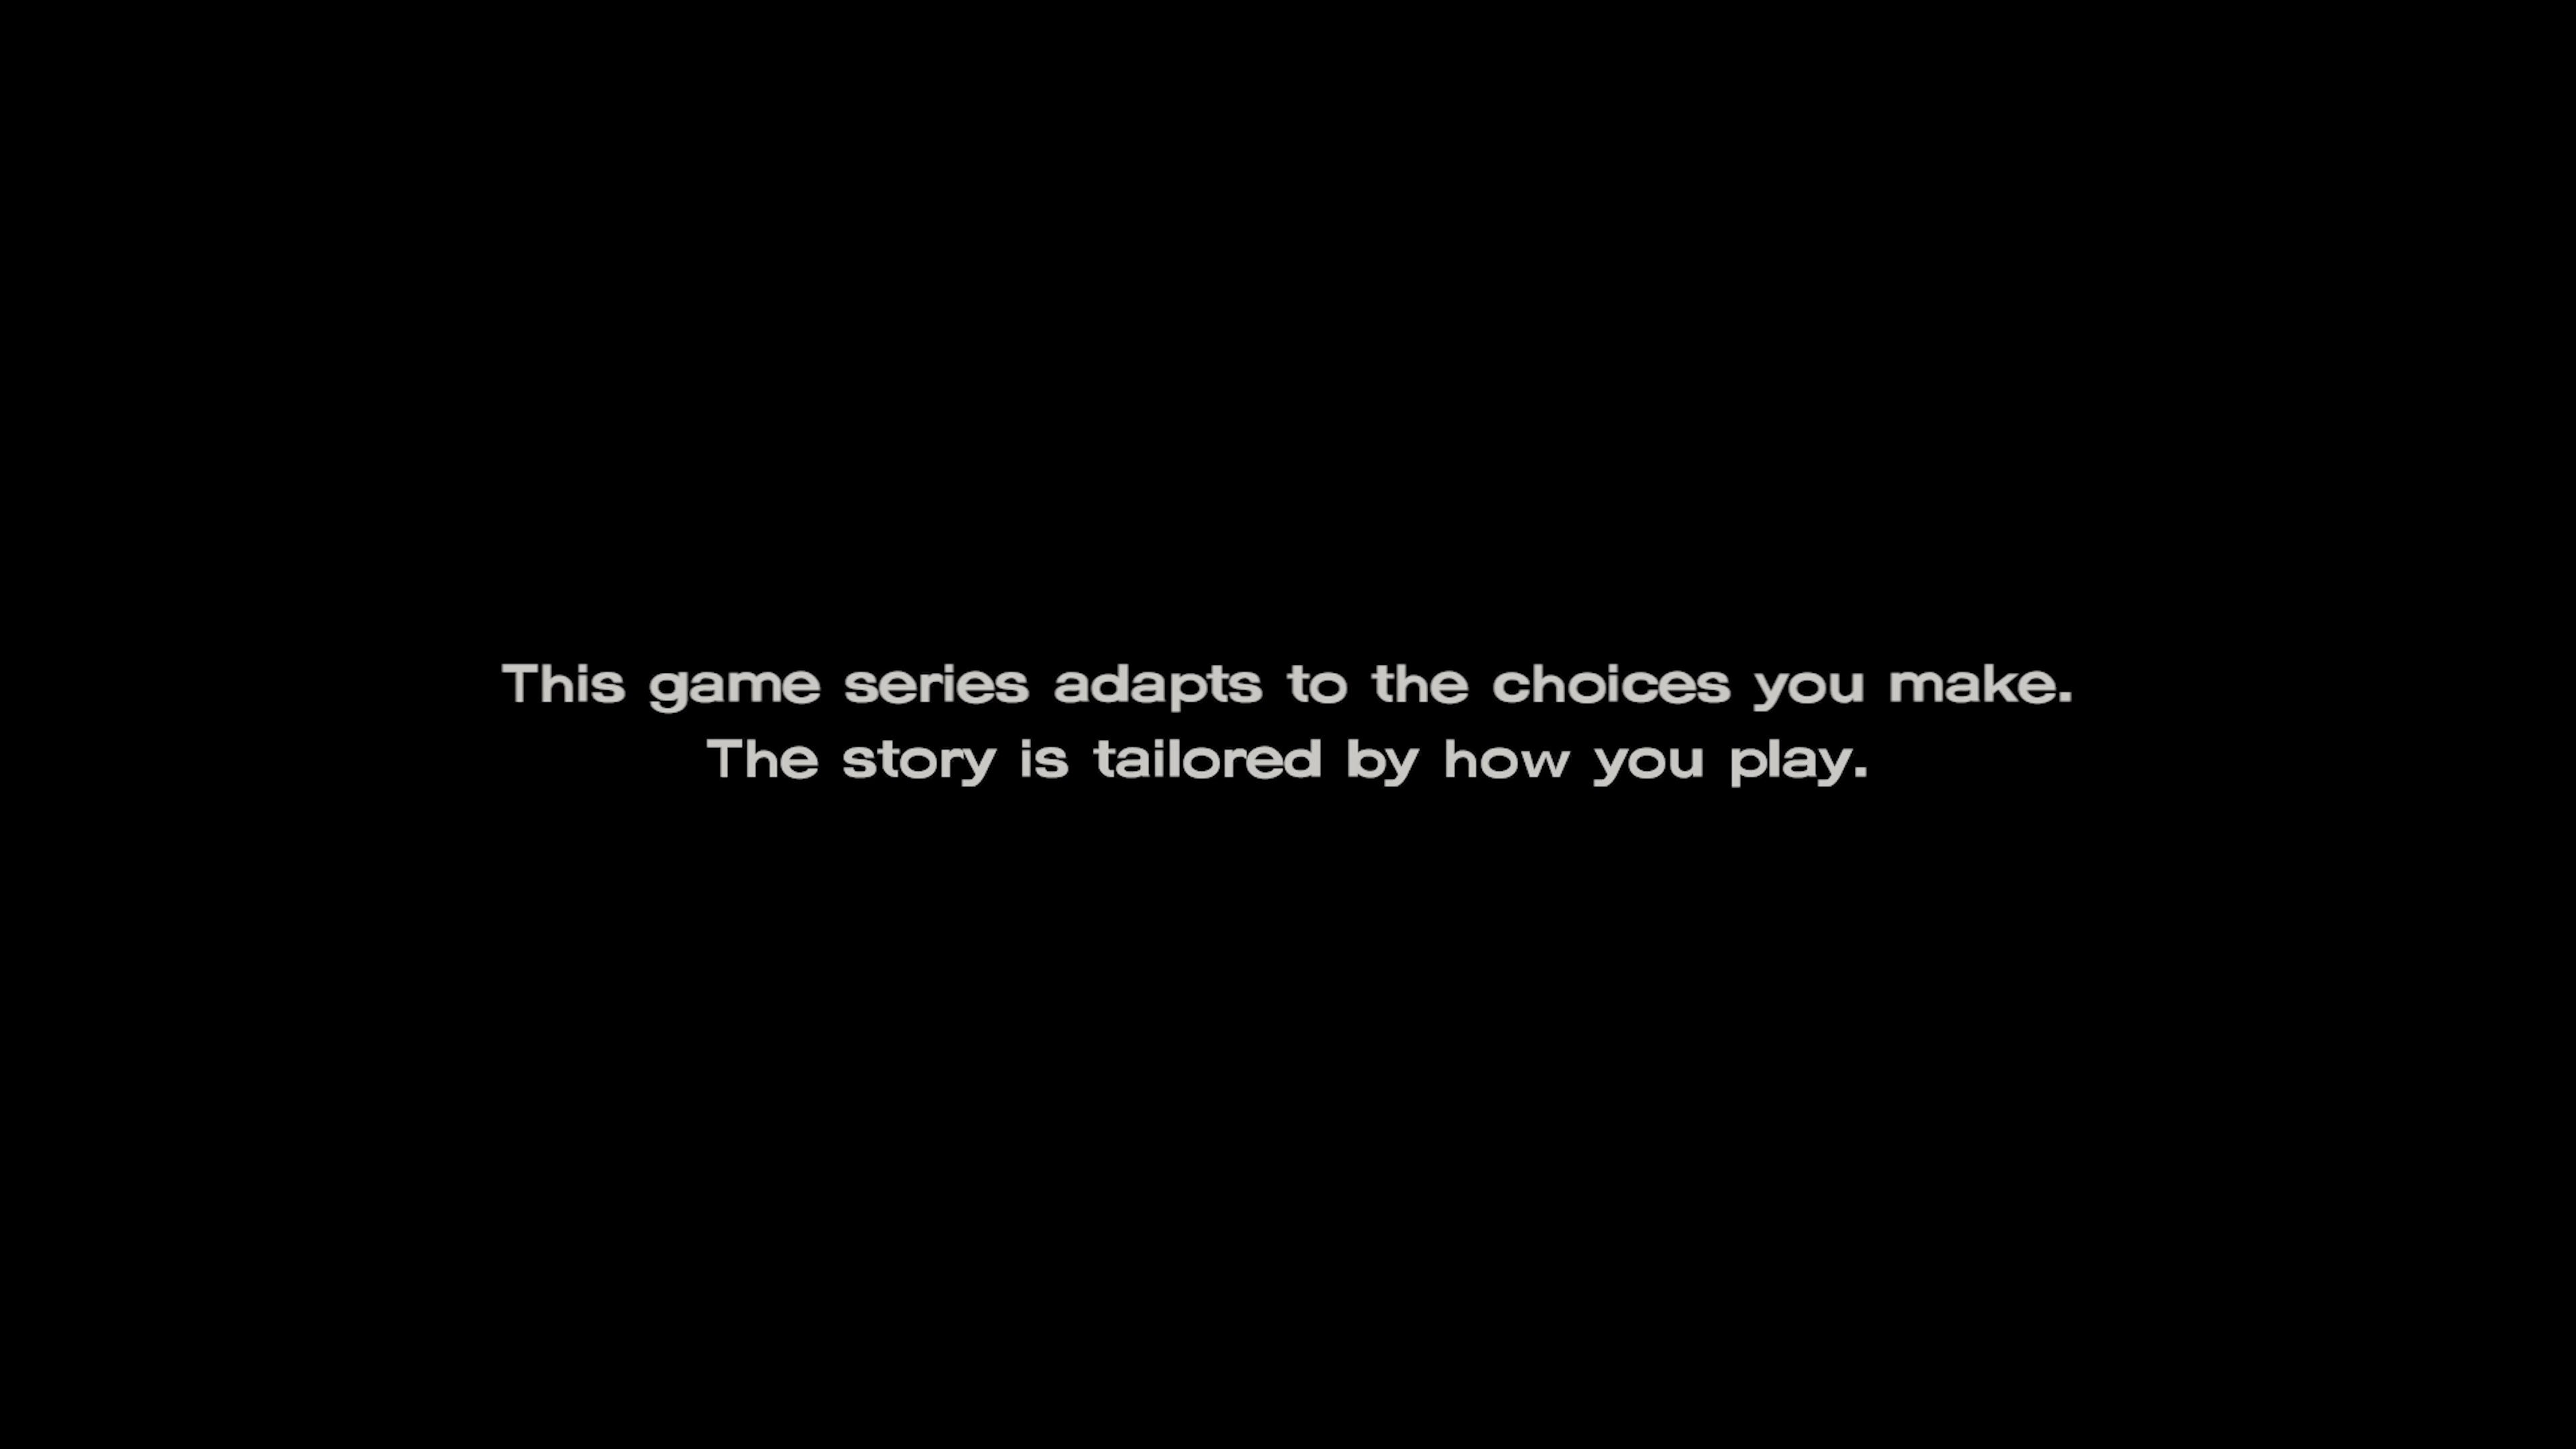 This game series adapts to the choices you make.
The story is tailored by how you play.